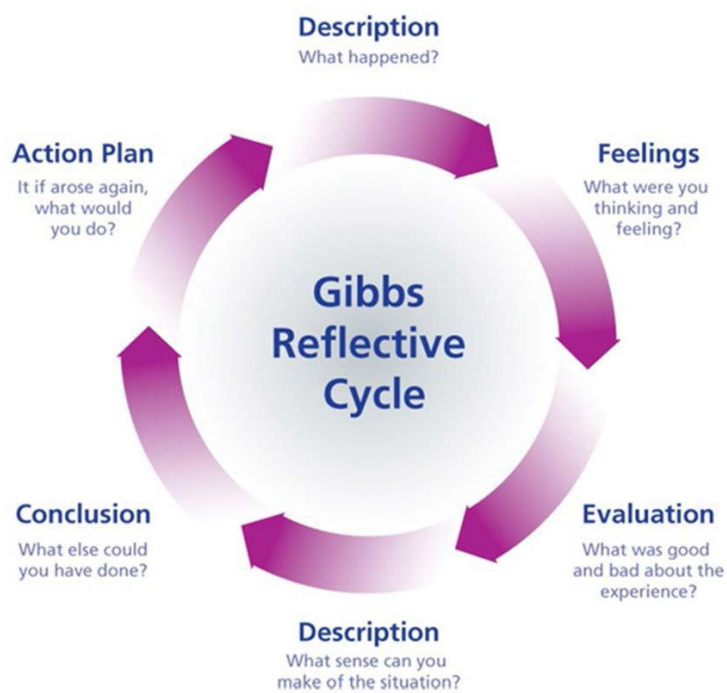 Description
What happened?
Feelings
What were you
thinking and
feeling?
Evaluation
What was good
and bad about the
experience?
Description
What sense can you
make of the situation?
Conclusion
What else could
you have done?
Action Plan
It if arose again,
what would
you do?
Gibbs
Reflective
Cycle